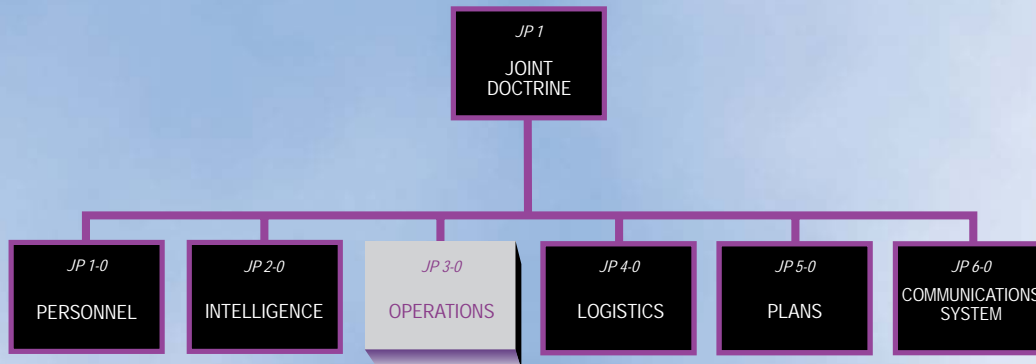 JP 1
JOINT
DOCTRINE
JP 1-0
PERSONNEL
JP 2-0
INTELLIGENCE
JP 3-0
OPERATIONS
JP 4-0
LOGISTICS
JP 5-0
PLANS
JP 6-0
COMMUNICATIONS
SYSTEM